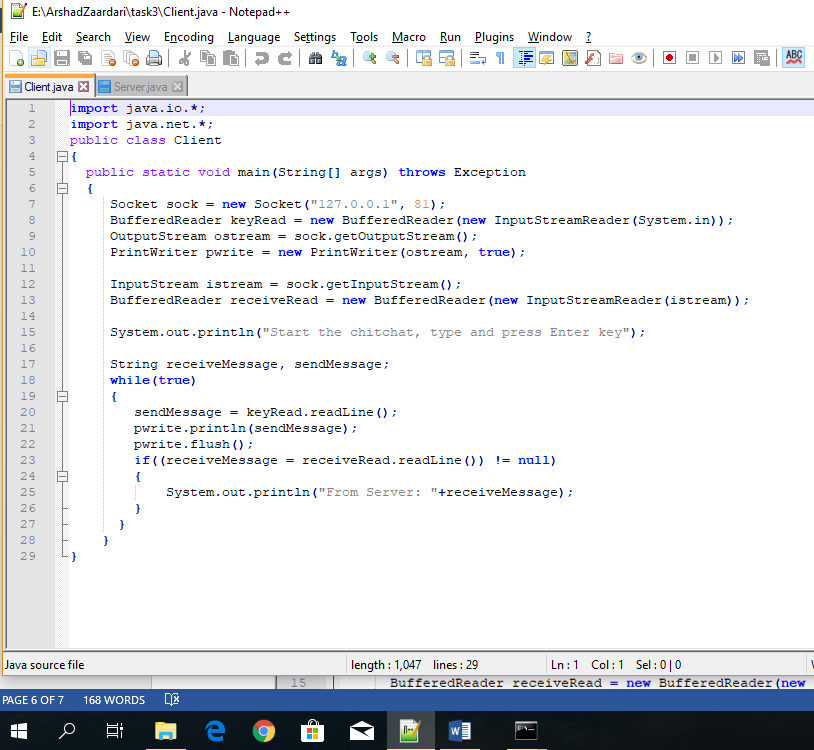 E:\ArshadZaardari\task3\Client.java - Notepad++
File Edit Search View Encoding Language Settings Tools Macro Run Plugins Window ?
ABC
Client.java Server.java
1 import java.io.*;
2 import java.net.*;
3 public class Client
4 {
5 public static void main(String[] args) throws Exception
6 {
7 Socket sock = new Socket("127.0.0.1", 81);
8 BufferedReader keyRead = new BufferedReader(new InputStreamReader(System.in));
9 OutputStream ostream = sock.getOutputStream();
10 PrintWriter pwrite = new PrintWriter(ostream, true);
11
12 InputStream istream = sock.getInputStream();
13 BufferedReader receiveRead = new BufferedReader(new InputStreamReader(istream));
14
15 System.out.println("Start the chitchat, type and press Enter key");
16
17 String receiveMessage, sendMessage;
18 while(true)
19 {
20 sendMessage = keyRead.readLine();
21 pwrite.println(sendMessage);
22 pwrite.flush();
23 if((receiveMessage = receiveRead.readLine()) != null)
24 {
25 System.out.println("From Server: "+receiveMessage);
26 }
27 }
28 }
29 }
Java source file length : 1,047 lines : 29 Ln : 1 Col : 1 Sel : 0 | 0
15 BufferedReader receiveRead = new BufferedReader(new
PAGE 6 OF 7 168 WORDS